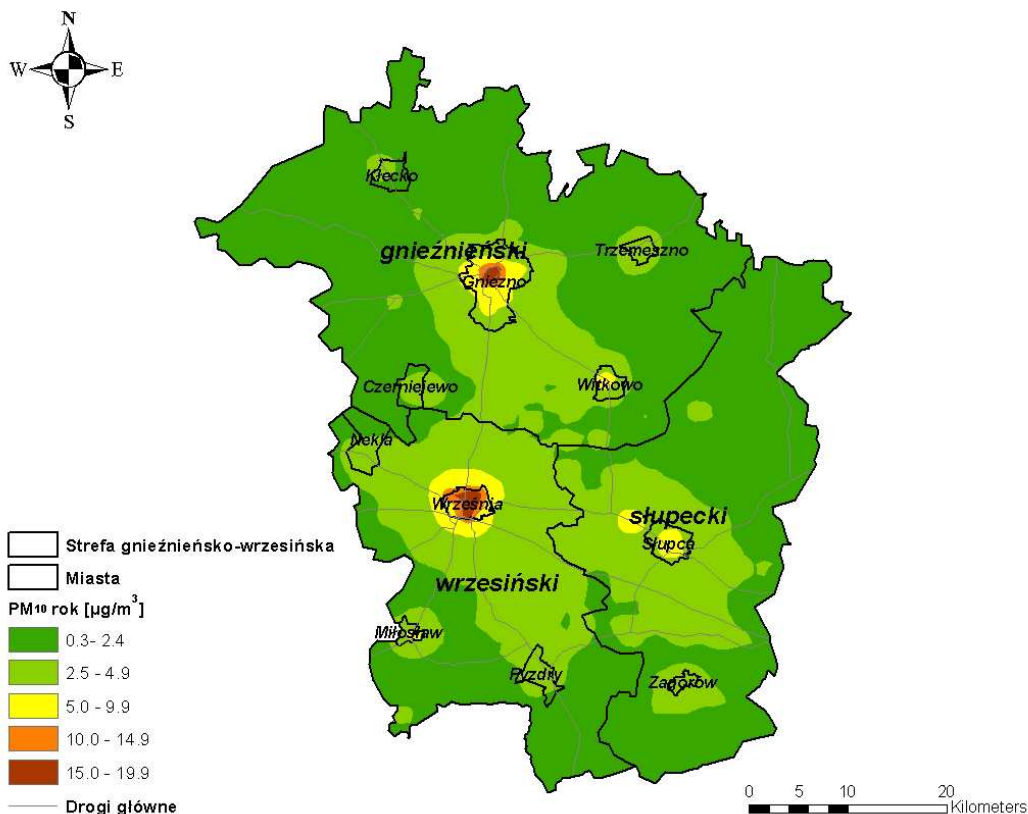 N
W E
S
Kłecko
gnieźnieński
Trzemeszno
Gniezno
Czerniejewo
Witkowo
Nekla
Września
słupecki
Słupca
wrzesiński
Miłosław
Pyzdry
Zagórów
Strefa gnieźnieńsko-wrzesińska
Miasta
PM10 rok [µg/m³]
0.3- 2.4
2.5 - 4.9
5.0 - 9.9
10.0 - 14.9
15.0 - 19.9
Drogi główne
0 5 10 20
Kilometers